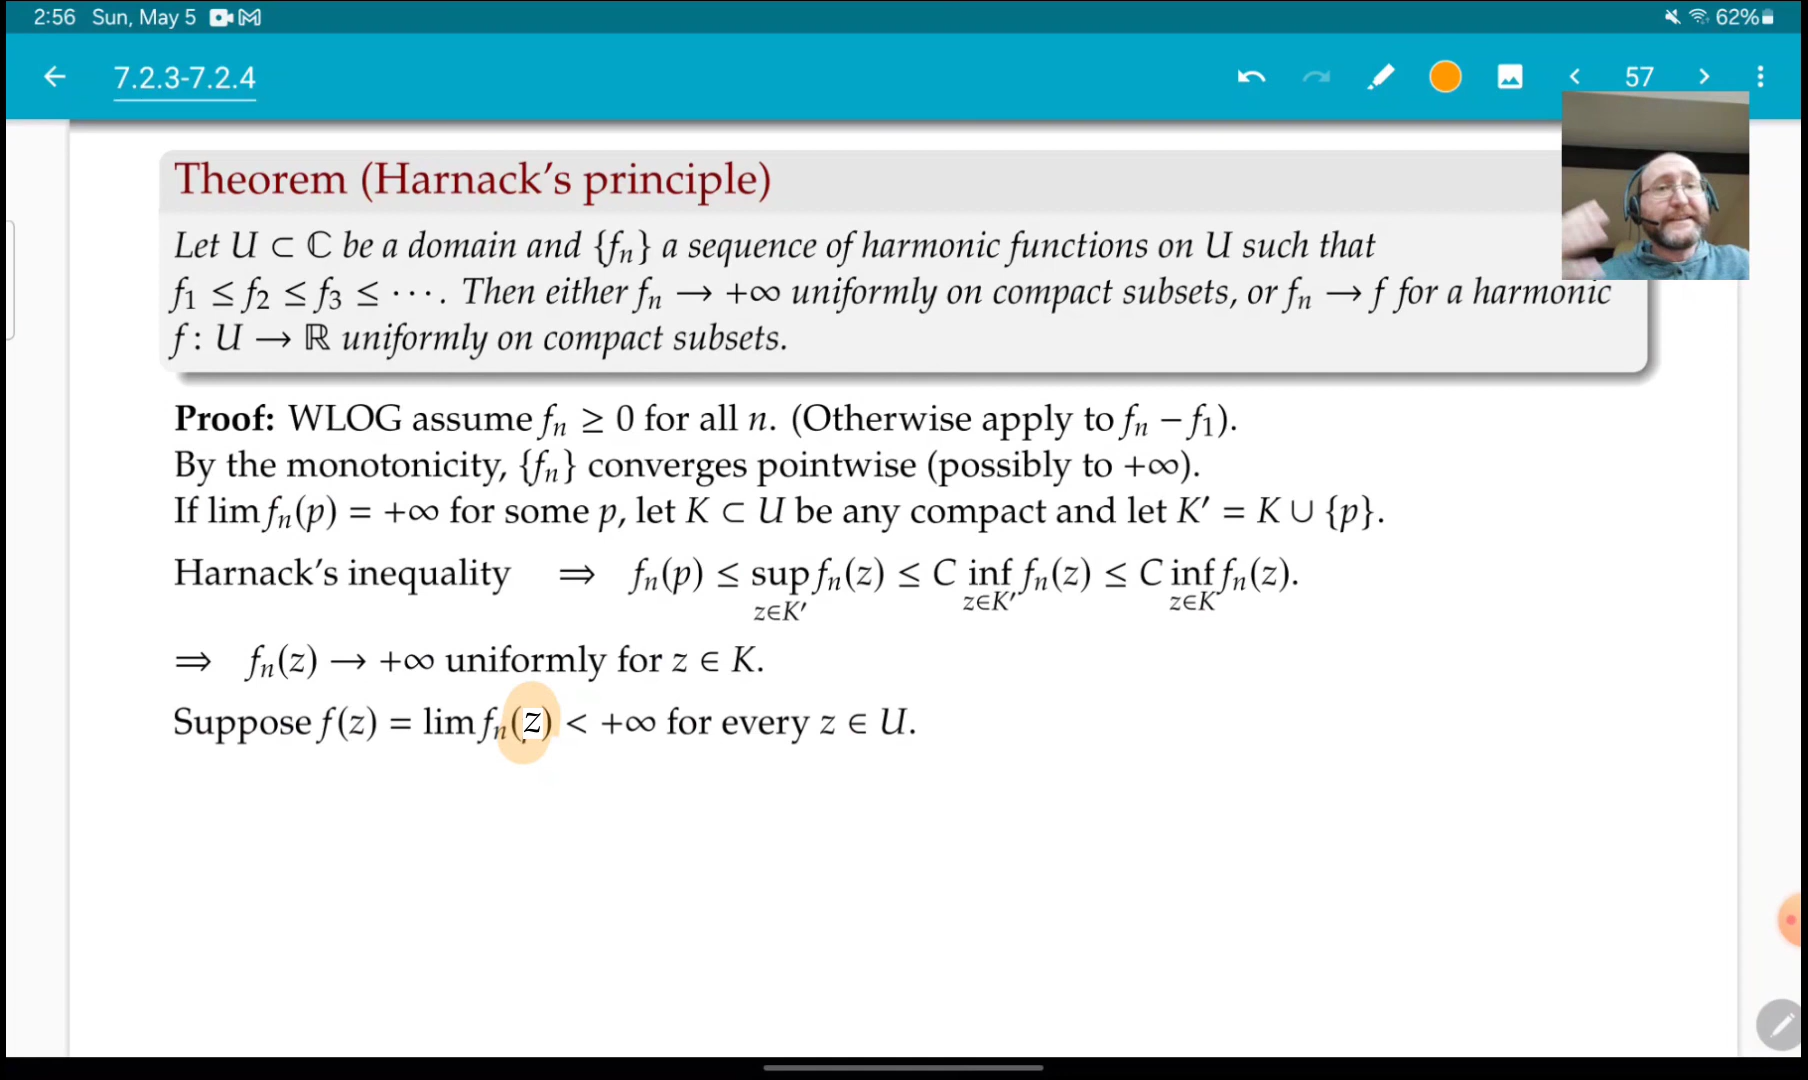 2:56 Sun, May 5 62%
7.2.3-7.2.4 57
Theorem (Harnack's principle)
Let U ⊂ ℂ be a domain and {fₙ} a sequence of harmonic functions on U such that
f₁ ≤ f₂ ≤ f₃ ≤ ⋯. Then either fₙ → +∞ uniformly on compact subsets, or fₙ → f for a harmonic
f: U → ℝ uniformly on compact subsets.
Proof: WLOG assume fₙ ≥ 0 for all n. (Otherwise apply to fₙ − f₁).
By the monotonicity, {fₙ} converges pointwise (possibly to +∞).
If lim fₙ(p) = +∞ for some p, let K ⊂ U be any compact and let K′ = K ∪ {p}.
Harnack's inequality ⇒ fₙ(p) ≤ sup fₙ(z) ≤ C inf fₙ(z) ≤ C inf fₙ(z).
z∈K′ z∈K′ z∈K
⇒ fₙ(z) → +∞ uniformly for z ∈ K.
Suppose f(z) = lim fₙ(z) < +∞ for every z ∈ U.